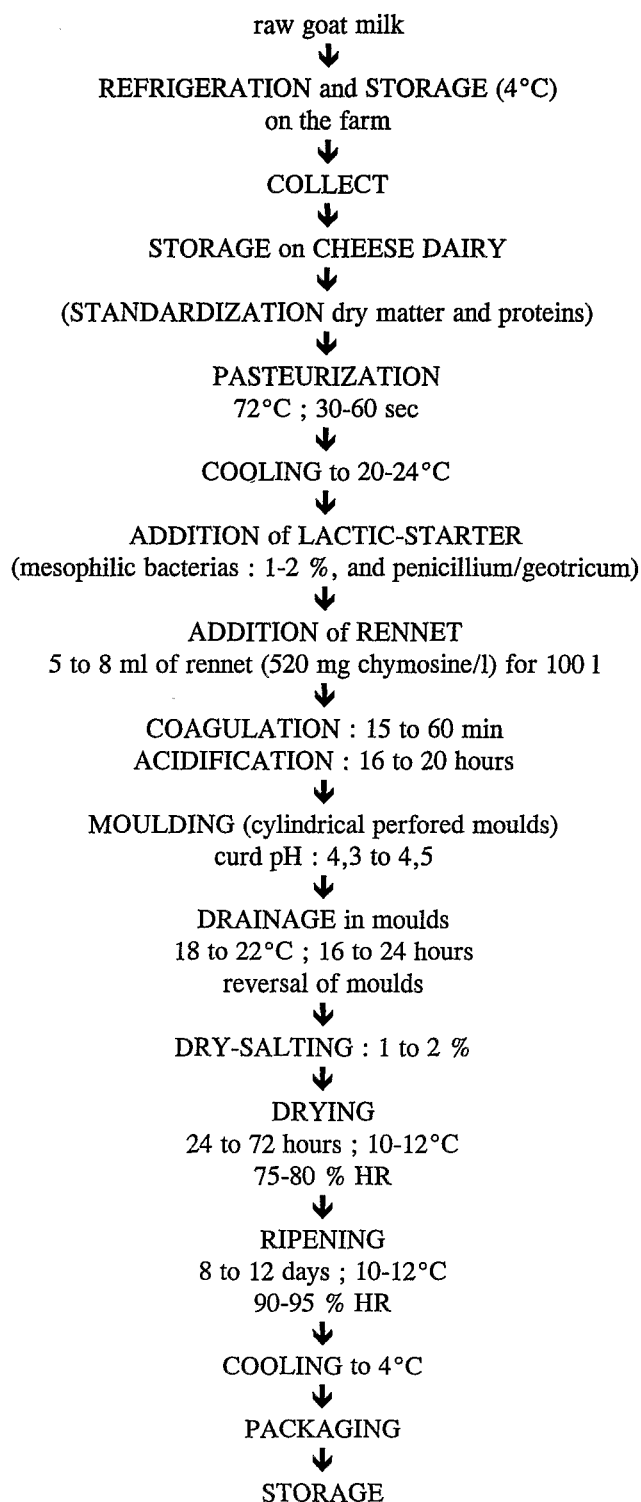 raw goat milk
REFRIGERATION and STORAGE (4°C)
on the farm
COLLECT
STORAGE on CHEESE DAIRY
(STANDARDIZATION dry matter and proteins)
PASTEURIZATION
72°C ; 30-60 sec
COOLING to 20-24°C
ADDITION of LACTIC-STARTER
(mesophilic bacterias : 1-2 %, and penicillium/geotricum)
ADDITION of RENNET
5 to 8 ml of rennet (520 mg chymosine/l) for 100 l
COAGULATION : 15 to 60 min
ACIDIFICATION : 16 to 20 hours
MOULDING (cylindrical perfored moulds)
curd pH : 4,3 to 4,5
DRAINAGE in moulds
18 to 22°C ; 16 to 24 hours
reversal of moulds
DRY-SALTING : 1 to 2 %
DRYING
24 to 72 hours ; 10-12°C
75-80 % HR
RIPENING
8 to 12 days ; 10-12°C
90-95 % HR
COOLING to 4°C
PACKAGING
STORAGE